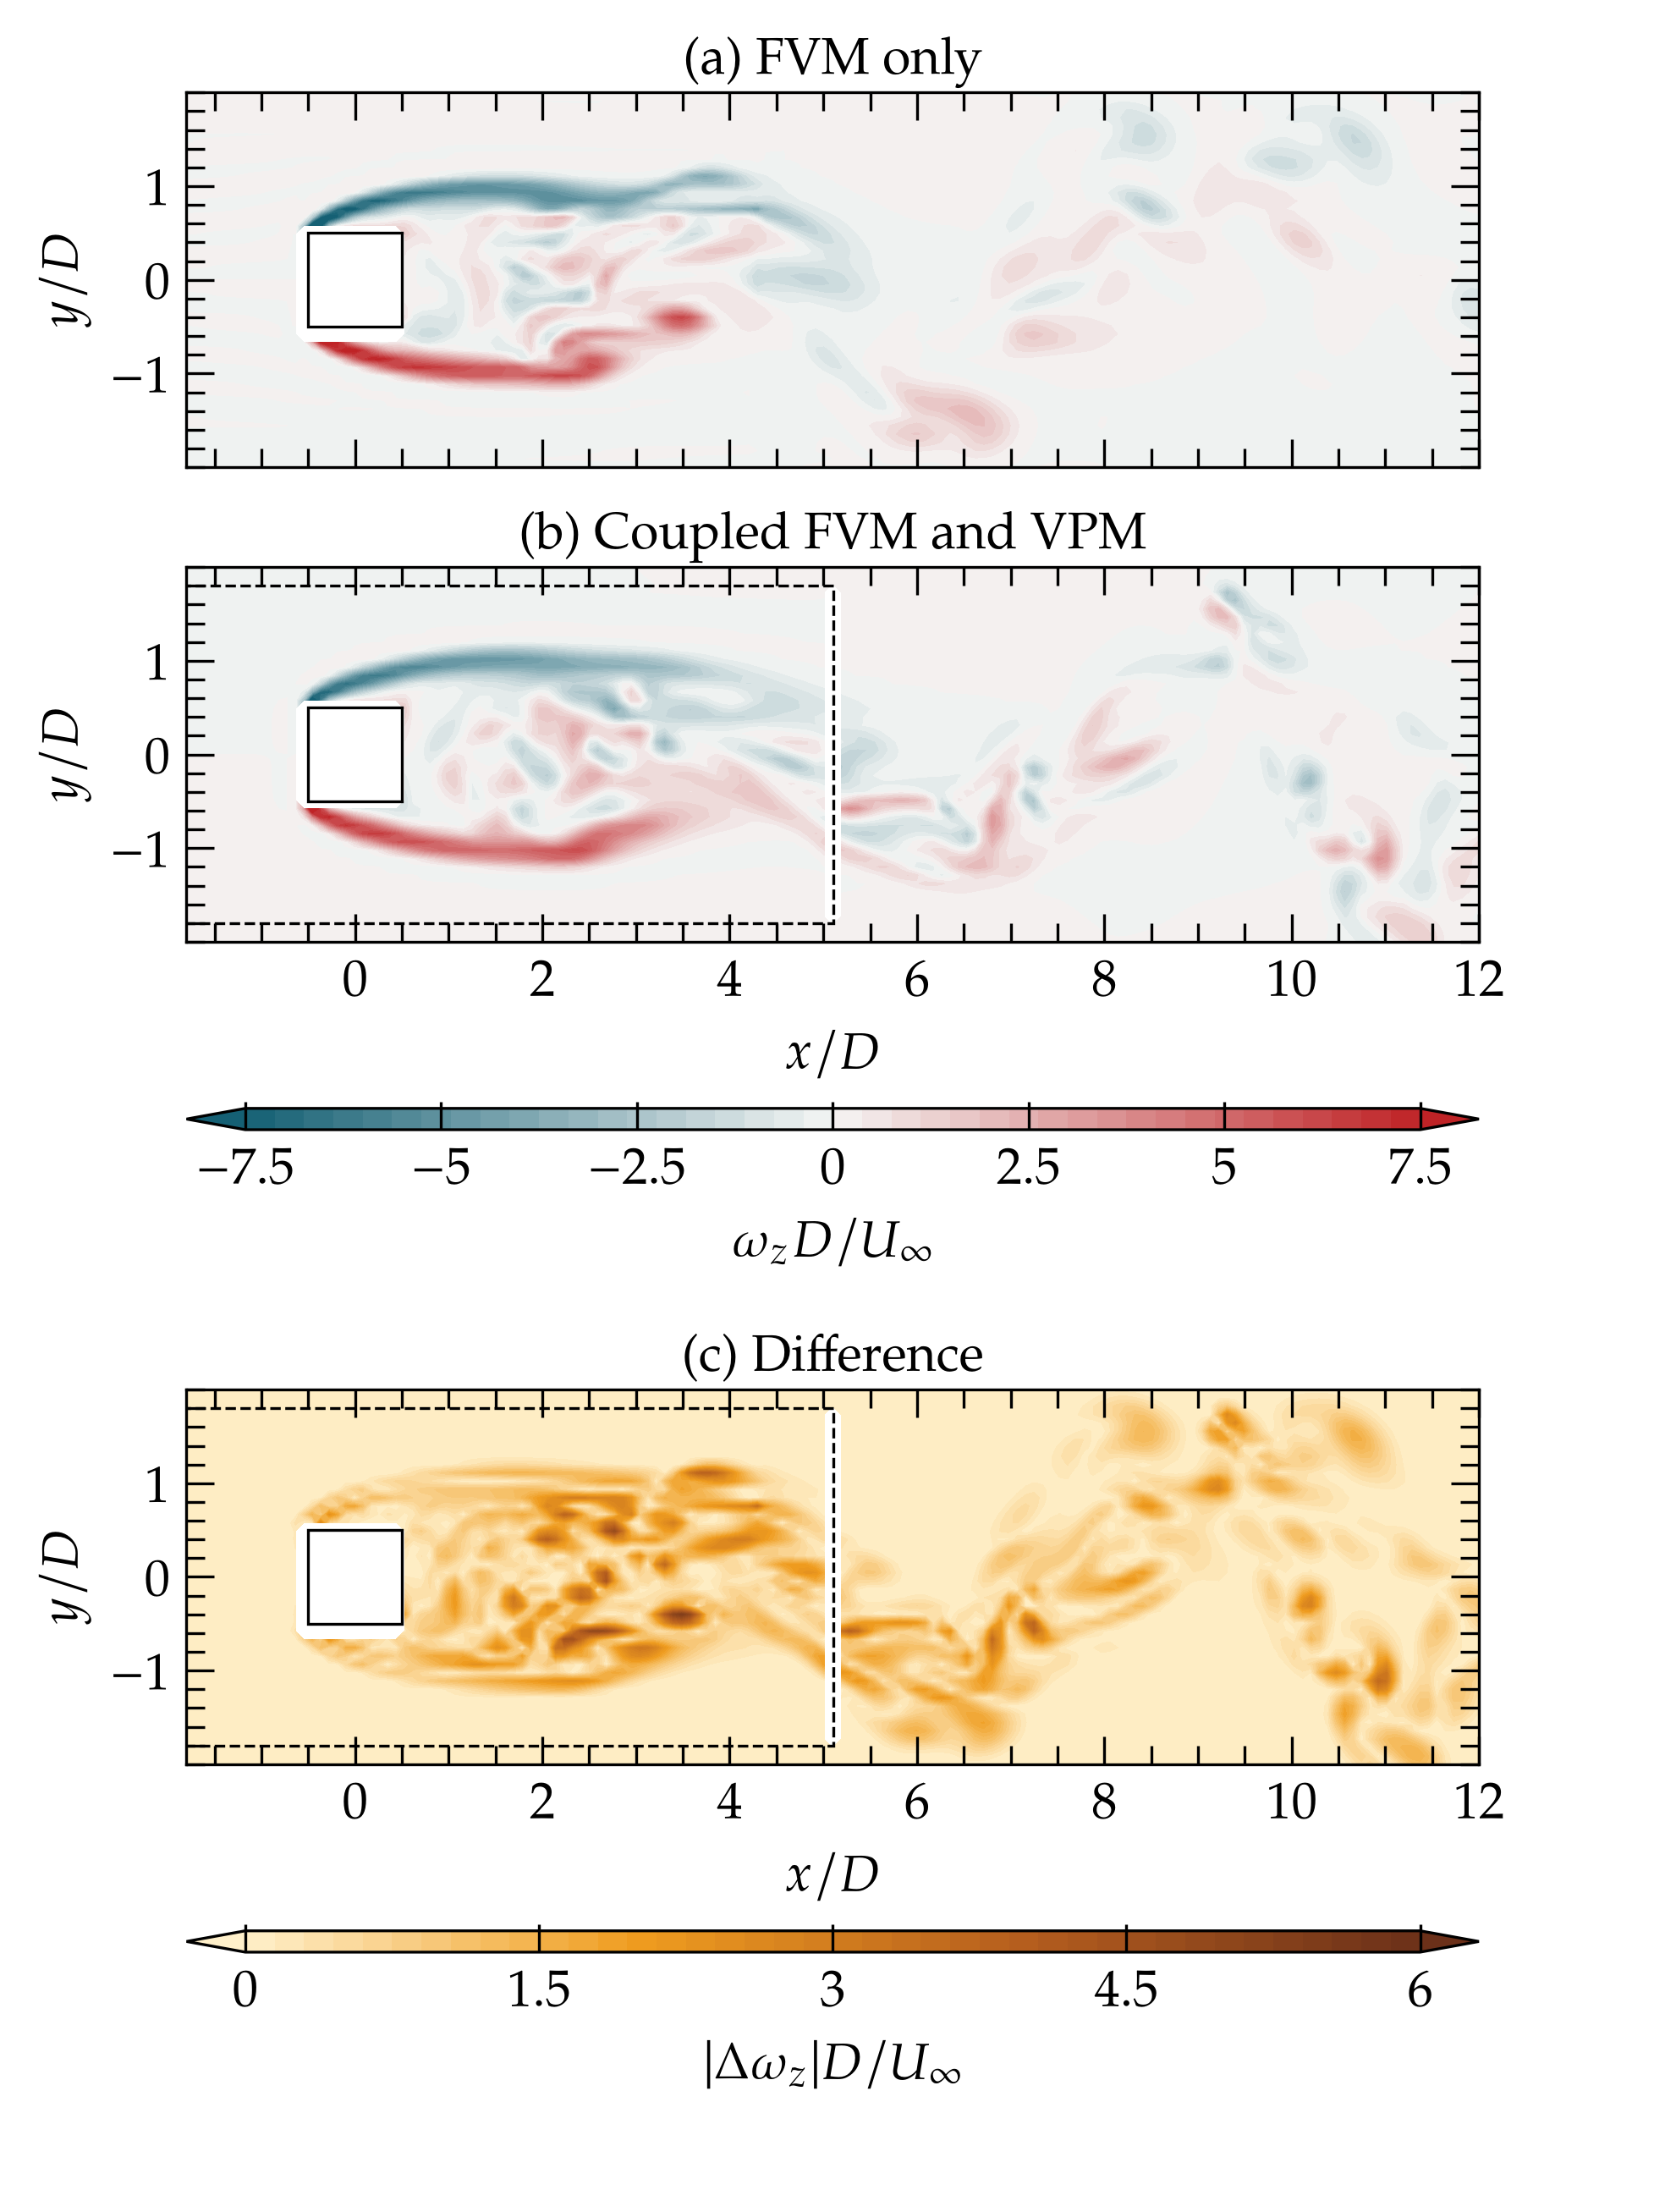 (a) FVM only
1
0
−1
y/D
(b) Coupled FVM and VPM
1
0
−1
y/D
0 2 4 6 8 10 12
x/D
−7.5 −5 −2.5 0 2.5 5 7.5
ω_z D/U_∞
(c) Difference
1
0
−1
y/D
0 2 4 6 8 10 12
x/D
0 1.5 3 4.5 6
|Δω_z|D/U_∞